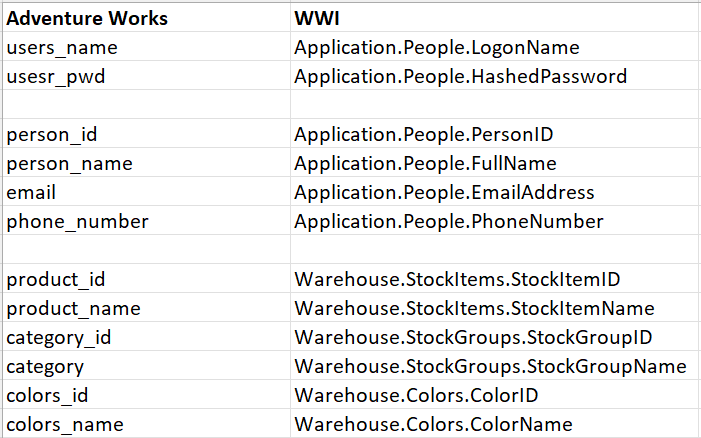 Adventure Works WWI
users_name Application.People.LogonName
usesr_pwd Application.People.HashedPassword
person_id Application.People.PersonID
person_name Application.People.FullName
email Application.People.EmailAddress
phone_number Application.People.PhoneNumber
product_id Warehouse.StockItems.StockItemID
product_name Warehouse.StockItems.StockItemName
category_id Warehouse.StockGroups.StockGroupID
category Warehouse.StockGroups.StockGroupName
colors_id Warehouse.Colors.ColorID
colors_name Warehouse.Colors.ColorName